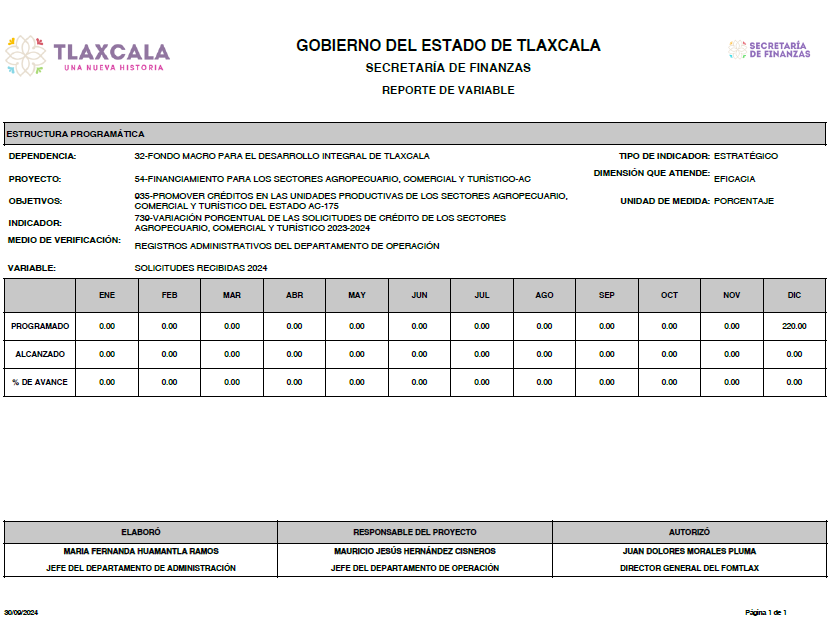 TLAXCALA
UNA NUEVA HISTORIA
GOBIERNO DEL ESTADO DE TLAXCALA
SECRETARÍA DE FINANZAS
REPORTE DE VARIABLE
SECRETARÍA
DE FINANZAS
ESTRUCTURA PROGRAMÁTICA
DEPENDENCIA: 32-FONDO MACRO PARA EL DESARROLLO INTEGRAL DE TLAXCALA TIPO DE INDICADOR: ESTRATÉGICO
PROYECTO: 54-FINANCIAMIENTO PARA LOS SECTORES AGROPECUARIO, COMERCIAL Y TURÍSTICO-AC DIMENSIÓN QUE ATIENDE: EFICACIA
OBJETIVOS: 035-PROMOVER CRÉDITOS EN LAS UNIDADES PRODUCTIVAS DE LOS SECTORES AGROPECUARIO,
COMERCIAL Y TURÍSTICO DEL ESTADO AC-175 UNIDAD DE MEDIDA: PORCENTAJE
INDICADOR: 739-VARIACIÓN PORCENTUAL DE LAS SOLICITUDES DE CRÉDITO DE LOS SECTORES
AGROPECUARIO, COMERCIAL Y TURÍSTICO 2023-2024
MEDIO DE VERIFICACIÓN: REGISTROS ADMINISTRATIVOS DEL DEPARTAMENTO DE OPERACIÓN
VARIABLE: SOLICITUDES RECIBIDAS 2024
ENE FEB MAR ABR MAY JUN JUL AGO SEP OCT NOV DIC
PROGRAMADO 0.00 0.00 0.00 0.00 0.00 0.00 0.00 0.00 0.00 0.00 0.00 220.00
ALCANZADO 0.00 0.00 0.00 0.00 0.00 0.00 0.00 0.00 0.00 0.00 0.00 0.00
% DE AVANCE 0.00 0.00 0.00 0.00 0.00 0.00 0.00 0.00 0.00 0.00 0.00 0.00
ELABORÓ RESPONSABLE DEL PROYECTO AUTORIZÓ
MARIA FERNANDA HUAMANTLA RAMOS MAURICIO JESÚS HERNÁNDEZ CISNEROS JUAN DOLORES MORALES PLUMA
JEFE DEL DEPARTAMENTO DE ADMINISTRACIÓN JEFE DEL DEPARTAMENTO DE OPERACIÓN DIRECTOR GENERAL DEL FOMTLAX
30/09/2024 Página 1 de 1